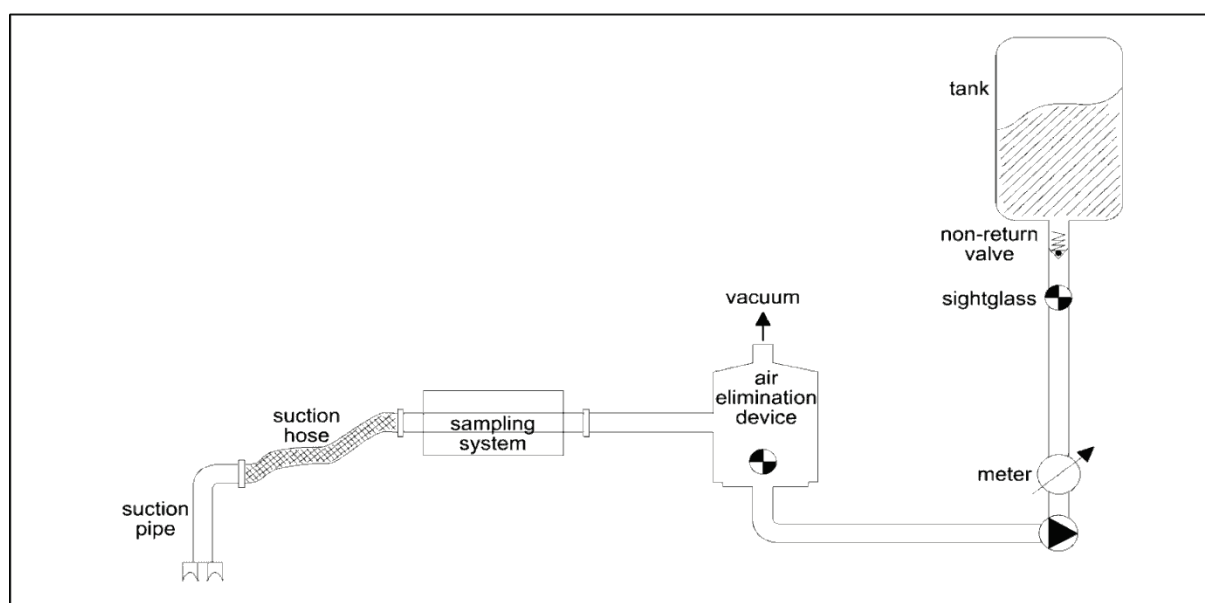 tank
non-return
valve
sightglass
vacuum
air
elimination
device
suction
hose
sampling
system
meter
suction
pipe